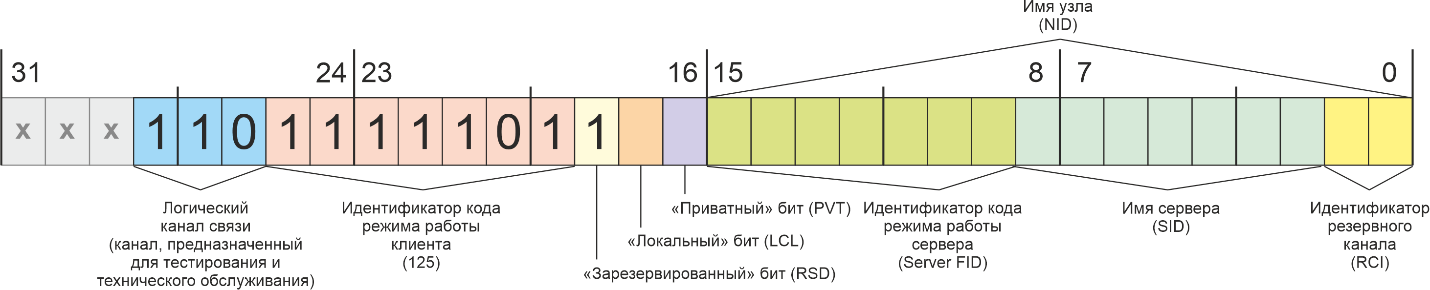 Имя узла
(NID)
31 24 23 16 15 8 7 0
x x x 1 1 0 1 1 1 1 1 0 1 1
Логический
канал связи
(канал, предназначенный
для тестирования и
технического обслуживания)
Идентификатор кода
режима работы
клиента
(125)
«Зарезервированный» бит (RSD)
«Локальный» бит (LCL)
«Приватный» бит (PVT)
Идентификатор кода
режима работы
сервера
(Server FID)
Имя сервера
(SID)
Идентификатор
резервного
канала
(RCI)